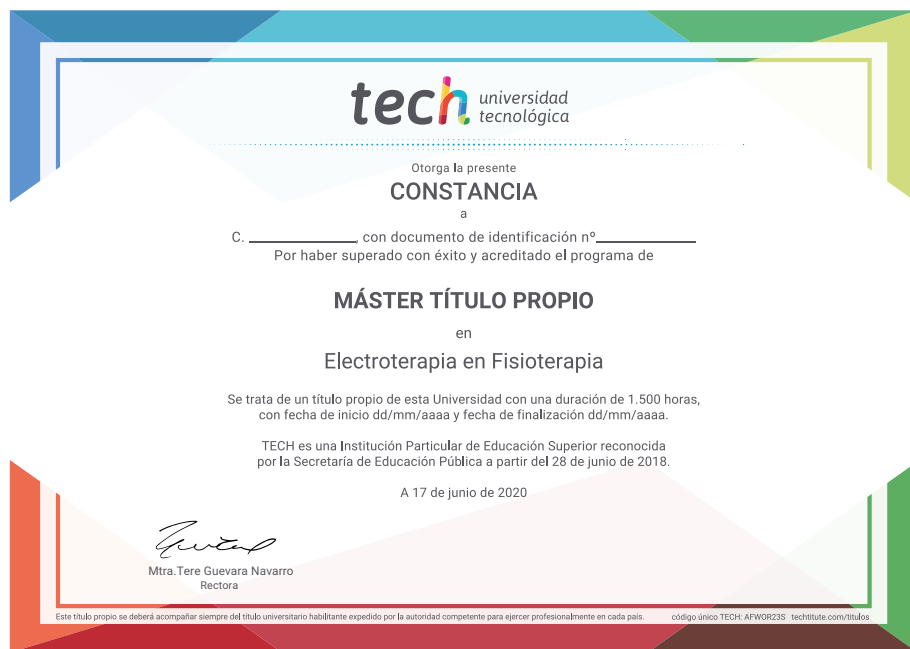 tech universidad
tecnológica
Otorga la presente
CONSTANCIA
a
C. ____________, con documento de identificación nº____________
Por haber superado con éxito y acreditado el programa de
MÁSTER TÍTULO PROPIO
en
Electroterapia en Fisioterapia
Se trata de un título propio de esta Universidad con una duración de 1.500 horas,
con fecha de inicio dd/mm/aaaa y fecha de finalización dd/mm/aaaa.
TECH es una Institución Particular de Educación Superior reconocida
por la Secretaría de Educación Pública a partir del 28 de junio de 2018.
A 17 de junio de 2020
Mtra.Tere Guevara Navarro
Rectora
Este título propio se deberá acompañar siempre del título universitario habilitante expedido por la autoridad competente para ejercer profesionalmente en cada país. código único TECH: AFWOR23S techtitute.com/titulos